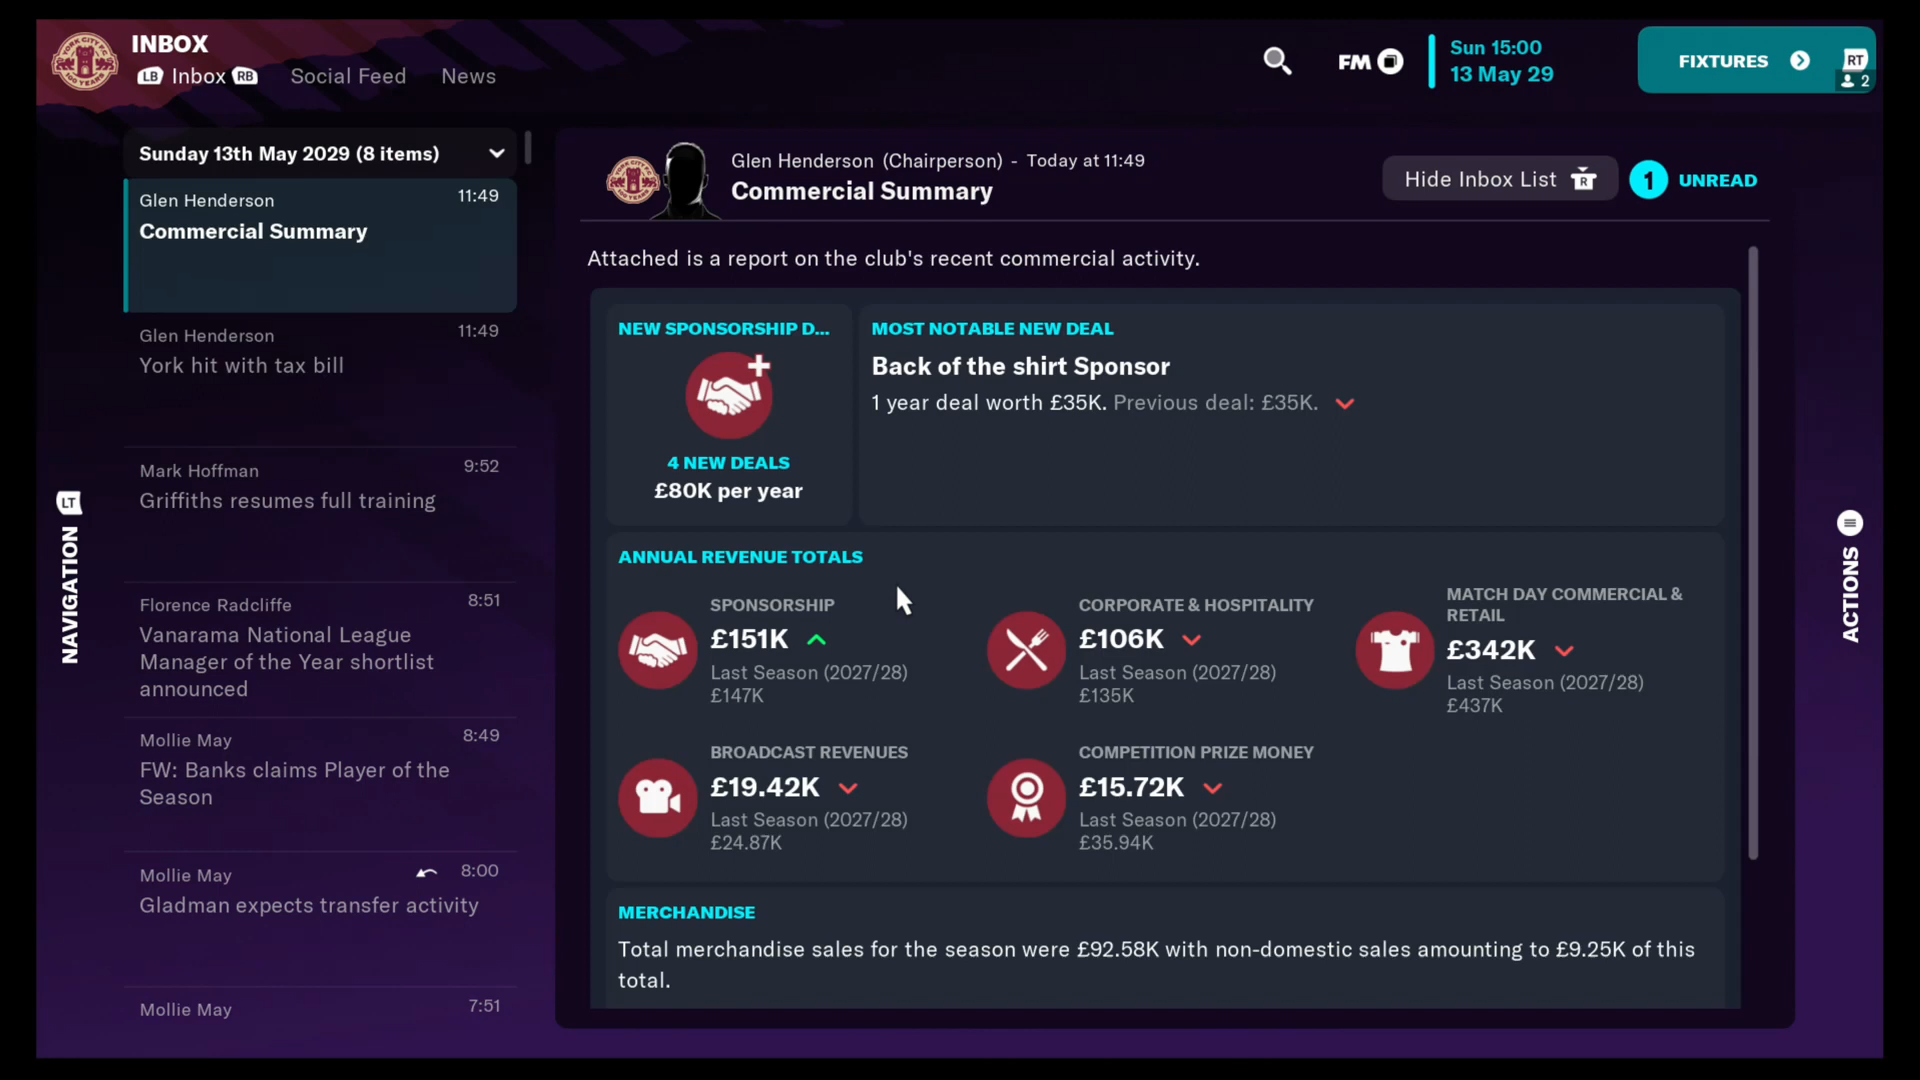 INBOX
LB Inbox RB Social Feed News
FM
Sun 15:00
13 May 29
FIXTURES
RT
2
YORK CITY FC
100 YEARS
Sunday 13th May 2029 (8 items)
Glen Henderson 11:49
Commercial Summary
Glen Henderson 11:49
York hit with tax bill
Mark Hoffman 9:52
Griffiths resumes full training
Florence Radcliffe 8:51
Vanarama National League
Manager of the Year shortlist
announced
Mollie May 8:49
FW: Banks claims Player of the
Season
Mollie May 8:00
Gladman expects transfer activity
Mollie May 7:51
LT
NAVIGATION
Glen Henderson (Chairperson) - Today at 11:49
Commercial Summary
Hide Inbox List R
1 UNREAD
Attached is a report on the club's recent commercial activity.
NEW SPONSORSHIP D...
4 NEW DEALS
£80K per year
MOST NOTABLE NEW DEAL
Back of the shirt Sponsor
1 year deal worth £35K. Previous deal: £35K.
ANNUAL REVENUE TOTALS
SPONSORSHIP
£151K
Last Season (2027/28)
£147K
CORPORATE & HOSPITALITY
£106K
Last Season (2027/28)
£135K
MATCH DAY COMMERCIAL &
RETAIL
£342K
Last Season (2027/28)
£437K
BROADCAST REVENUES
£19.42K
Last Season (2027/28)
£24.87K
COMPETITION PRIZE MONEY
£15.72K
Last Season (2027/28)
£35.94K
MERCHANDISE
Total merchandise sales for the season were £92.58K with non-domestic sales amounting to £9.25K of this
total.
ACTIONS